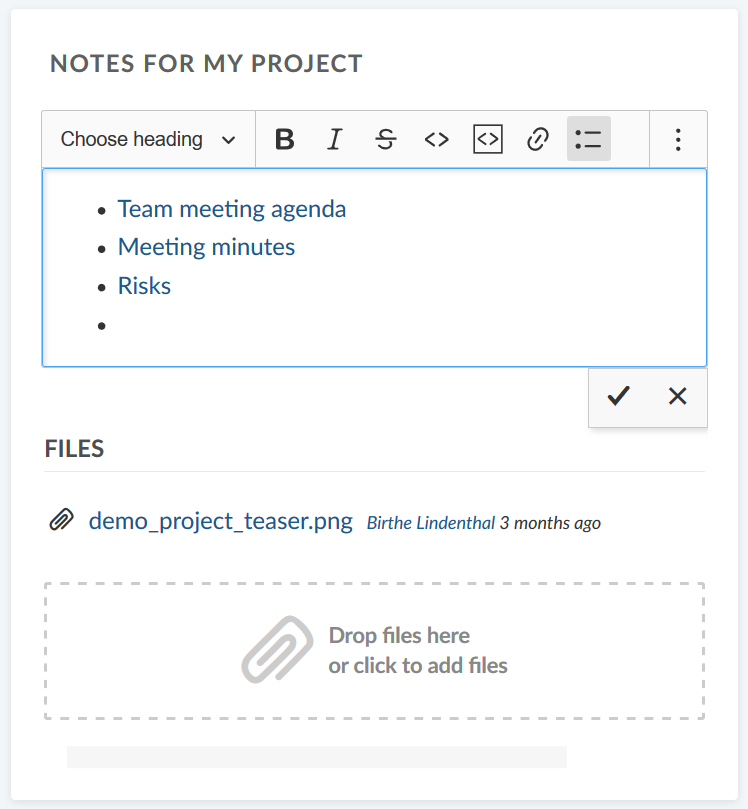 NOTES FOR MY PROJECT
Choose heading
Team meeting agenda
Meeting minutes
Risks
FILES
demo_project_teaser.png Birthe Lindenthal 3 months ago
Drop files here
or click to add files